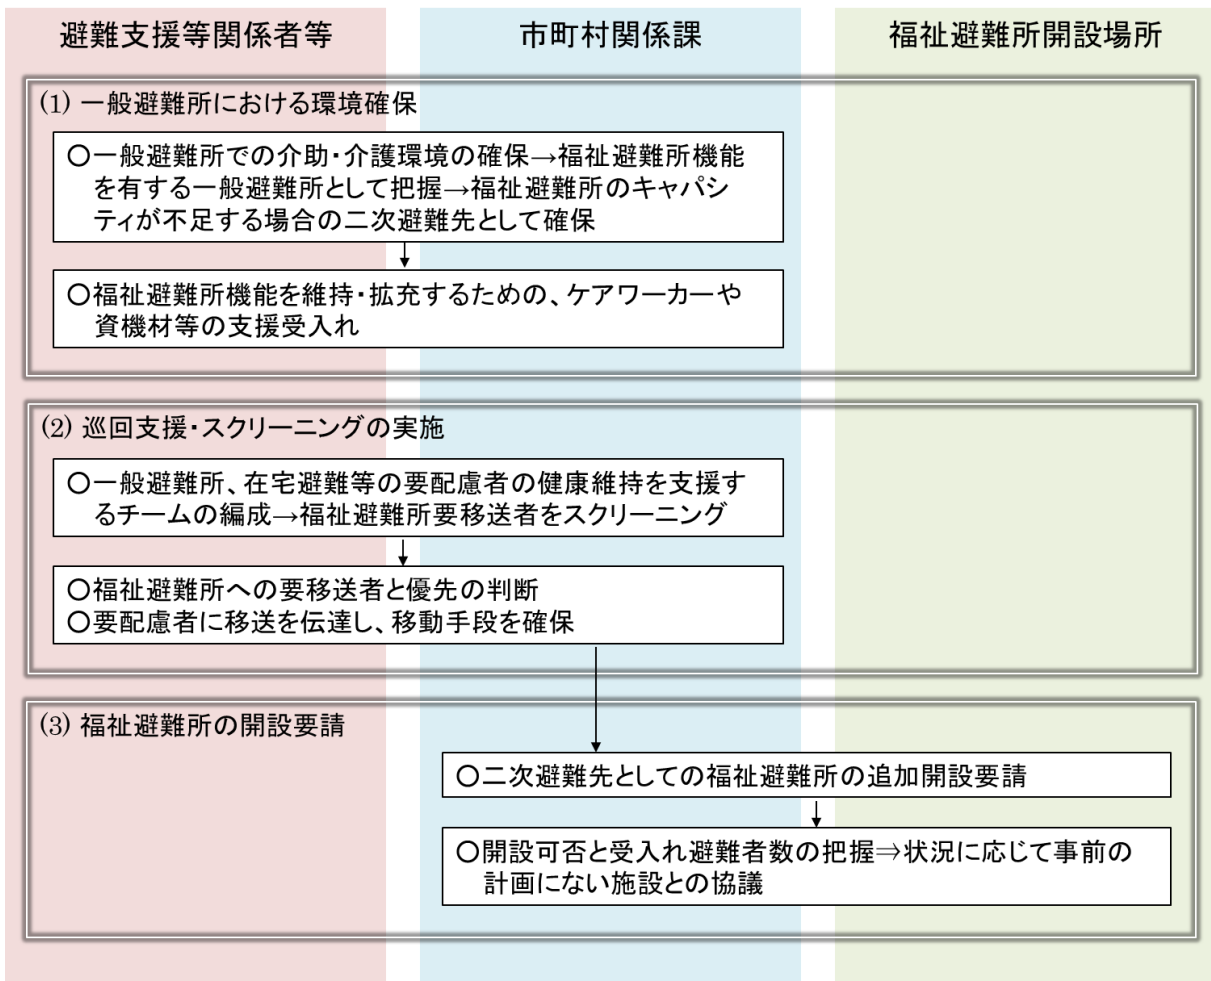 避難支援等関係者等
市町村関係課
福祉避難所開設場所
(1) 一般避難所における環境確保
○一般避難所での介助・介護環境の確保→福祉避難所機能
を有する一般避難所として把握→福祉避難所のキャパシ
ティが不足する場合の二次避難先として確保
○福祉避難所機能を維持・拡充するための、ケアワーカーや
資機材等の支援受入れ
(2) 巡回支援・スクリーニングの実施
○一般避難所、在宅避難等の要配慮者の健康維持を支援す
るチームの編成→福祉避難所要移送者をスクリーニング
○福祉避難所への要移送者と優先の判断
○要配慮者に移送を伝達し、移動手段を確保
(3) 福祉避難所の開設要請
○二次避難先としての福祉避難所の追加開設要請
○開設可否と受入れ避難者数の把握⇒状況に応じて事前の
計画にない施設との協議